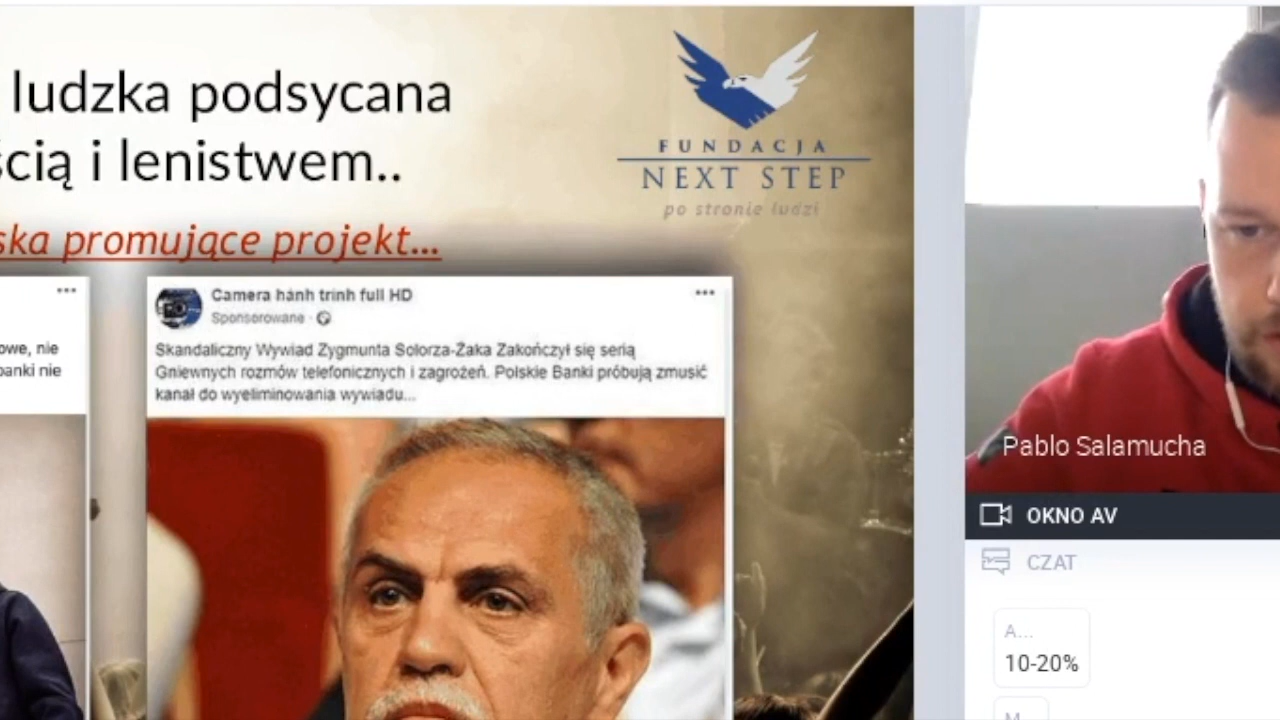 ludzka podsycana
ścią i lenistwem..
ska promujące projekt...
FUNDACJA
NEXT STEP
po stronie ludzi
owe, nie
banki nie
Camera hành trình full HD
Sponsorowane ·
Skandaliczny Wywiad Zygmunta Solorza-Żaka Zakończył się serią
Gniewnych rozmów telefonicznych i zagrożeń. Polskie Banki próbują zmusić
kanał do wyeliminowania wywiadu...
Pablo Salamucha
OKNO AV
CZAT
A...
10-20%
M...